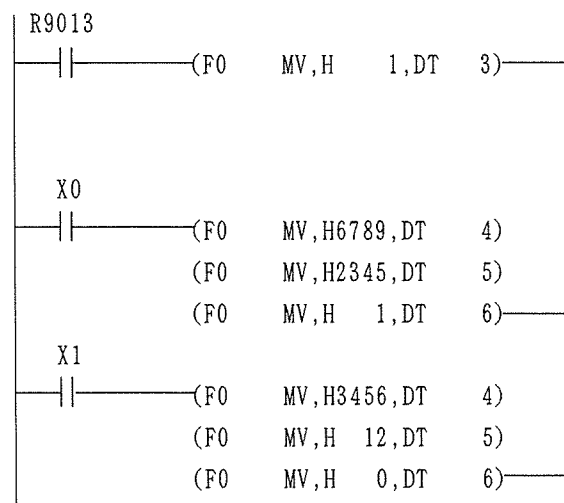 R9013
(F0 MV,H 1,DT 3)
X0
(F0 MV,H6789,DT 4)
(F0 MV,H2345,DT 5)
(F0 MV,H 1,DT 6)
X1
(F0 MV,H3456,DT 4)
(F0 MV,H 12,DT 5)
(F0 MV,H 0,DT 6)